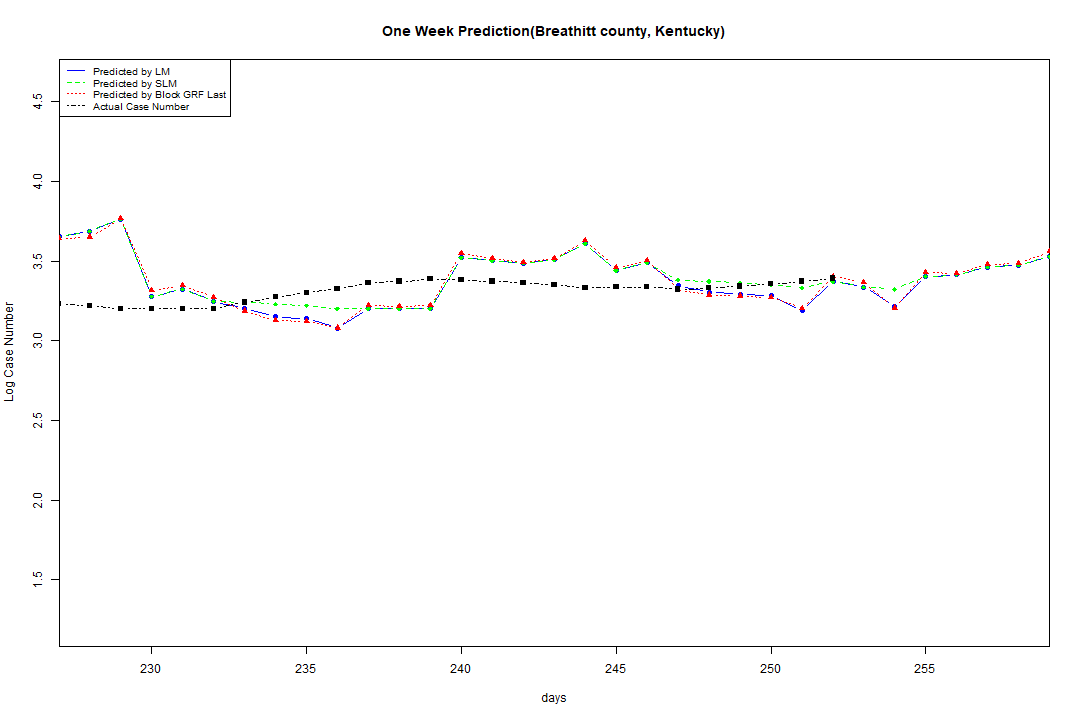 One Week Prediction(Breathitt county, Kentucky)
Predicted by LM
Predicted by SLM
Predicted by Block GRF Last
Actual Case Number
4.5
4.0
3.5
3.0
2.5
2.0
1.5
Log Case Number
230 235 240 245 250 255
days